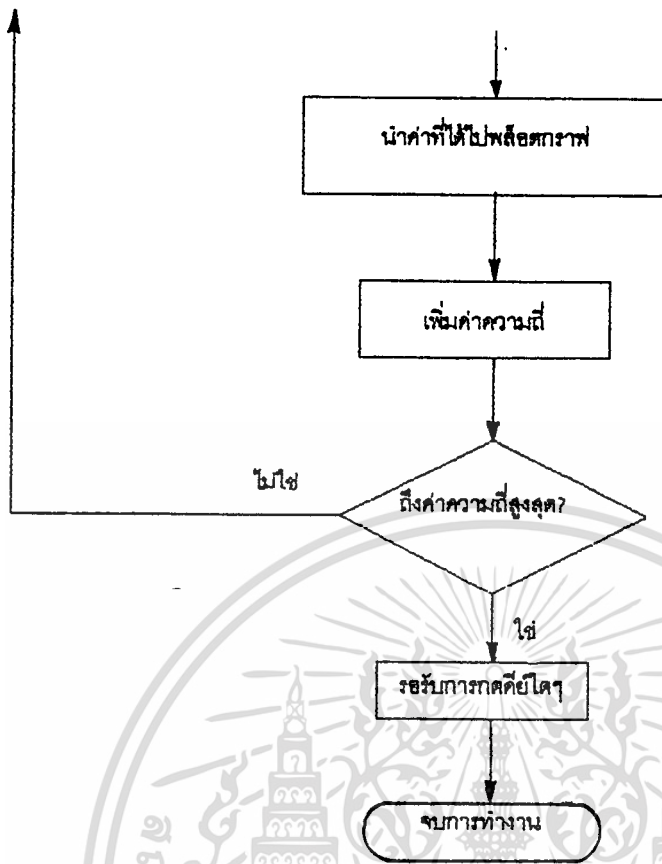 นำค่าที่ได้ไปพล็อตกราฟ
เพิ่มค่าความถี่
ไม่ใช่
ถึงค่าความถี่สูงสุด?
ใช่
รอรับการกดคีย์ใดๆ
จบการทำงาน